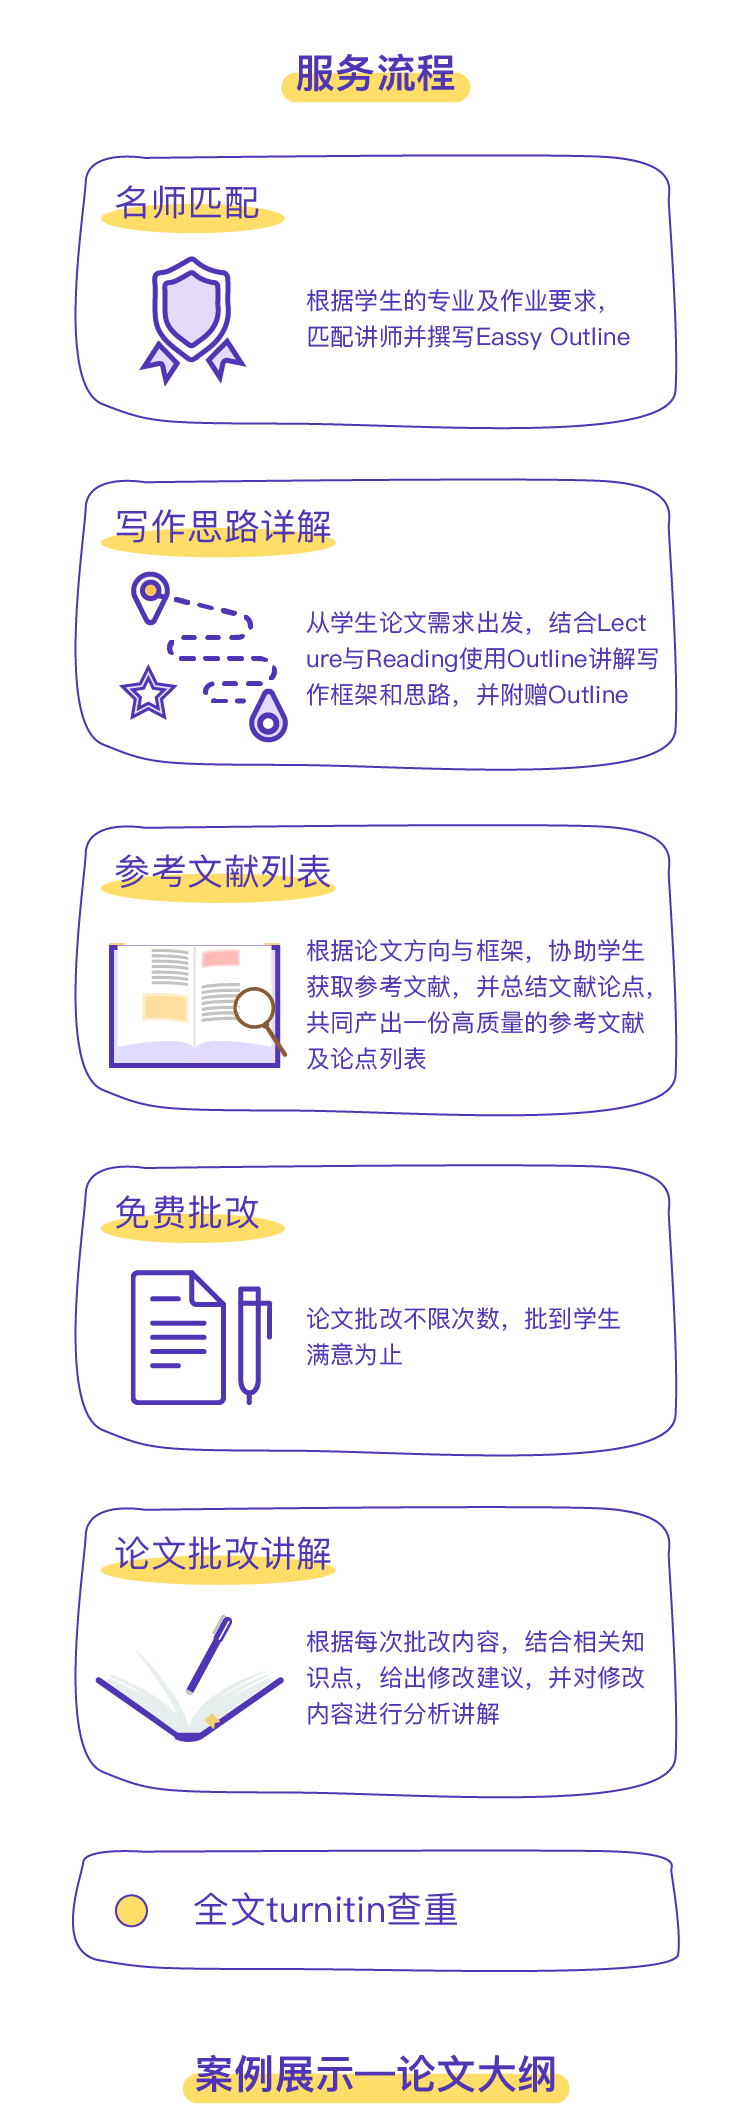 服务流程
名师匹配
根据学生的专业及作业要求，
匹配讲师并撰写Eassy Outline
写作思路详解
从学生论文需求出发，结合Lect
ure与Reading使用Outline讲解写
作框架和思路，并附赠Outline
参考文献列表
根据论文方向与框架，协助学生
获取参考文献，并总结文献论点，
共同产出一份高质量的参考文献
及论点列表
免费批改
论文批改不限次数，批到学生
满意为止
论文批改讲解
根据每次批改内容，结合相关知
识点，给出修改建议，并对修改
内容进行分析讲解
全文turnitin查重
案例展示—论文大纲